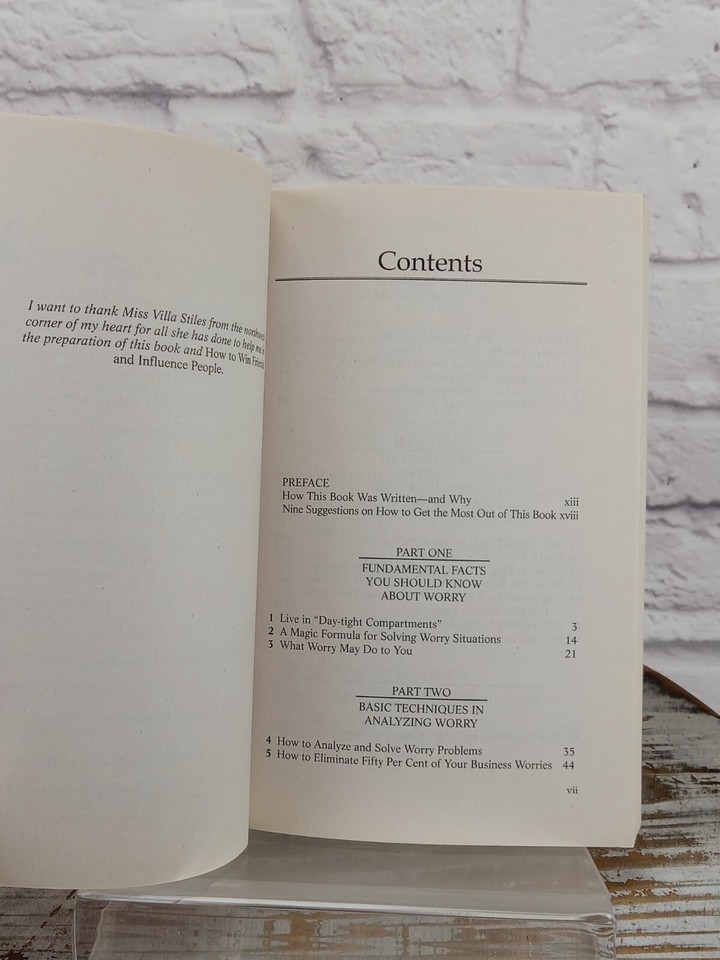 I want to thank Miss Villa Stiles from the northwest
corner of my heart for all she has done to help me in
the preparation of this book and How to Win Friends
and Influence People.
Contents
PREFACE
How This Book Was Written—and Why xiii
Nine Suggestions on How to Get the Most Out of This Book xviii
PART ONE
FUNDAMENTAL FACTS
YOU SHOULD KNOW
ABOUT WORRY
1 Live in “Day-tight Compartments” 3
2 A Magic Formula for Solving Worry Situations 14
3 What Worry May Do to You 21
PART TWO
BASIC TECHNIQUES IN
ANALYZING WORRY
4 How to Analyze and Solve Worry Problems 35
5 How to Eliminate Fifty Per Cent of Your Business Worries 44
vii